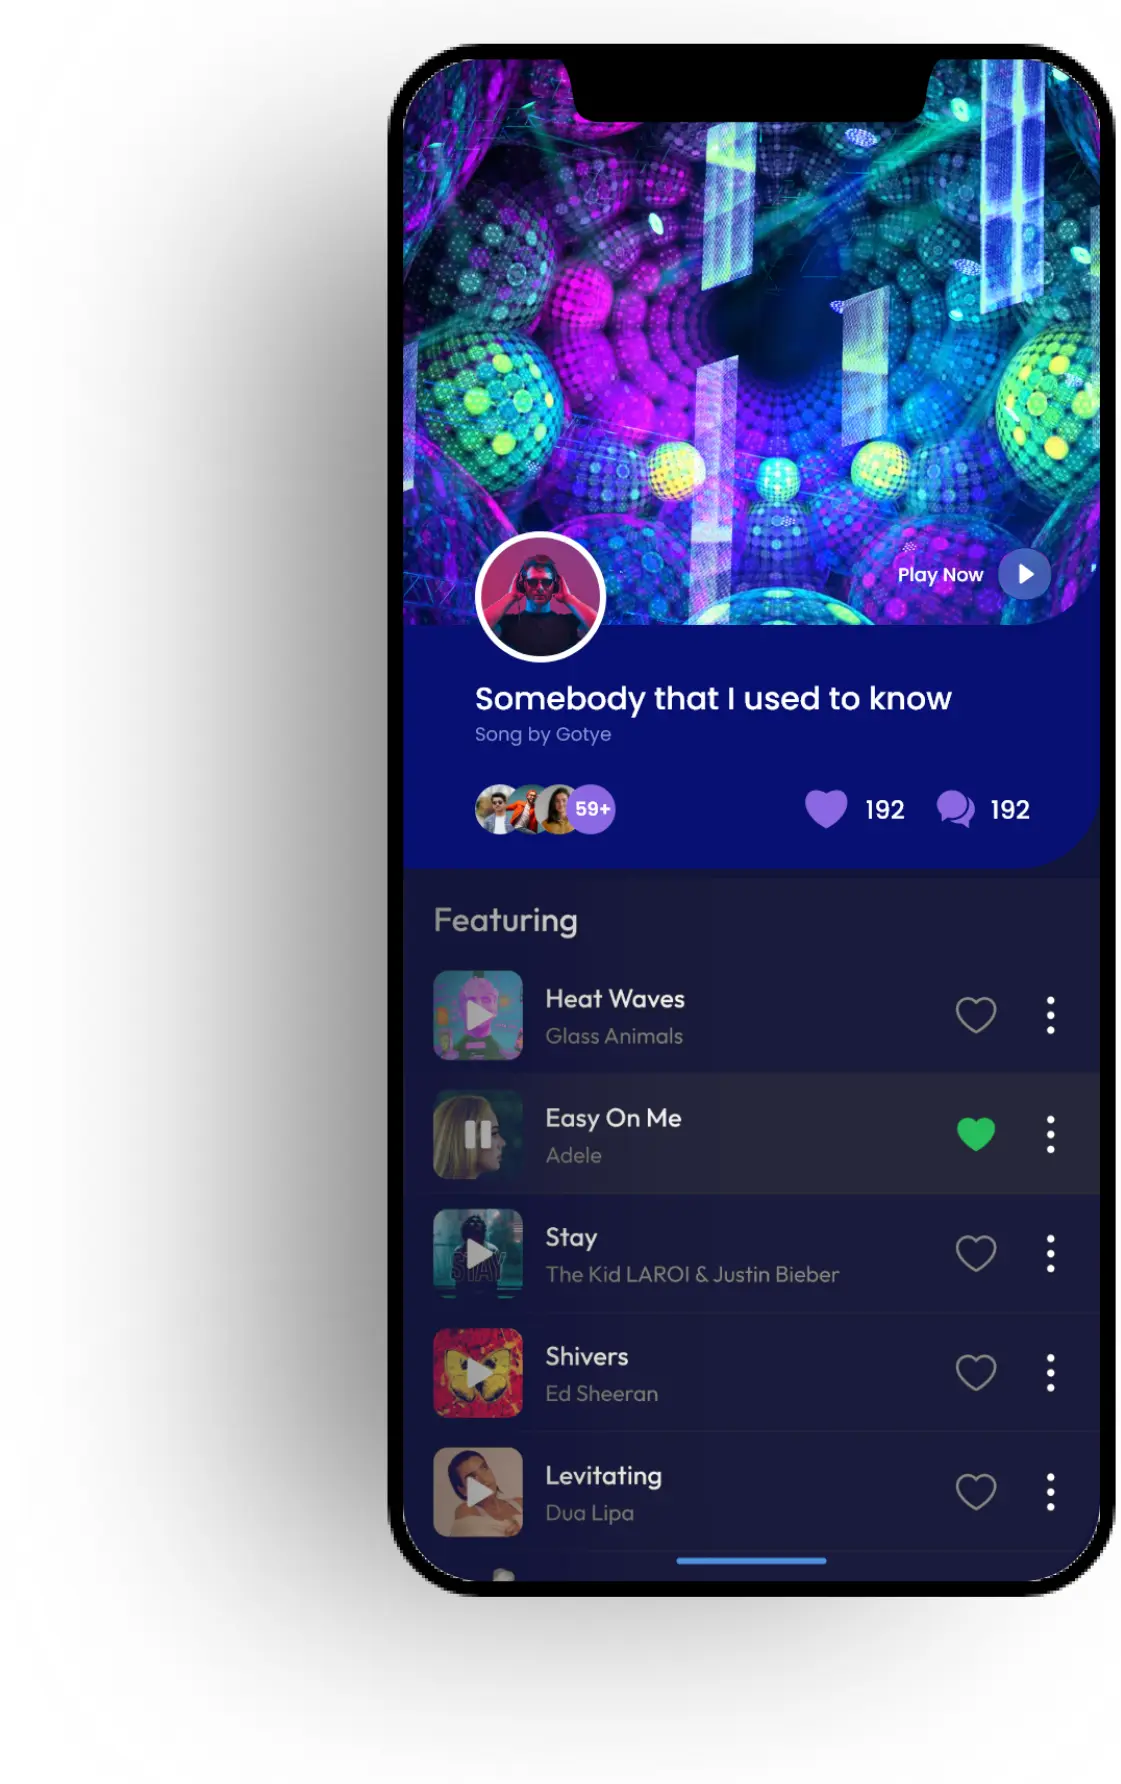 Play Now
Somebody that I used to know
Song by Gotye
59+
192
192
Featuring
Heat Waves
Glass Animals
Easy On Me
Adele
Stay
The Kid LAROI & Justin Bieber
STAY
Shivers
Ed Sheeran
Levitating
Dua Lipa